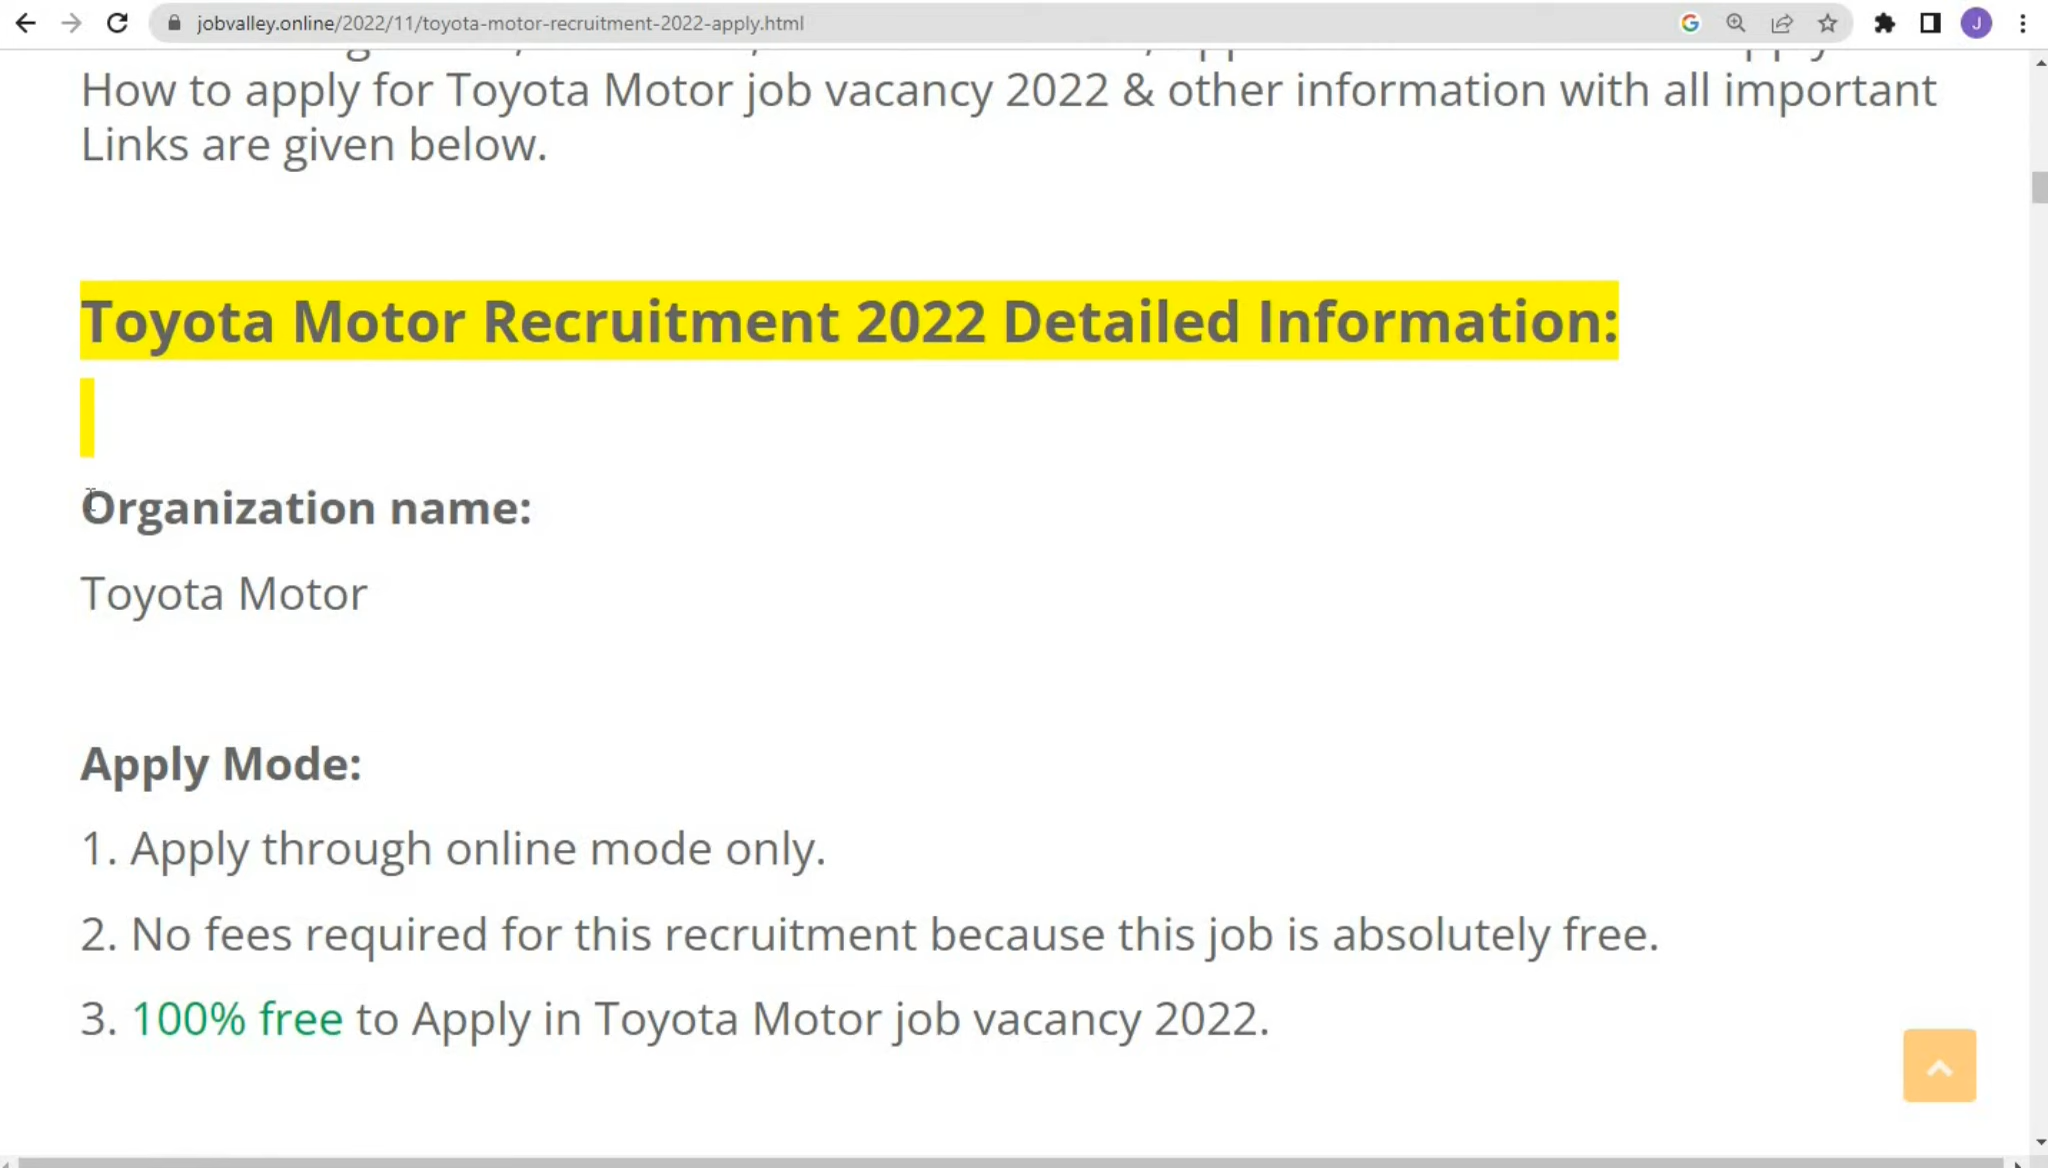 jobvalley.online/2022/11/toyota-motor-recruitment-2022-apply.html
G
J
How to apply for Toyota Motor job vacancy 2022 & other information with all important
Links are given below.
Toyota Motor Recruitment 2022 Detailed Information:
Organization name:
Toyota Motor
Apply Mode:
1. Apply through online mode only.
2. No fees required for this recruitment because this job is absolutely free.
3. 100% free to Apply in Toyota Motor job vacancy 2022.